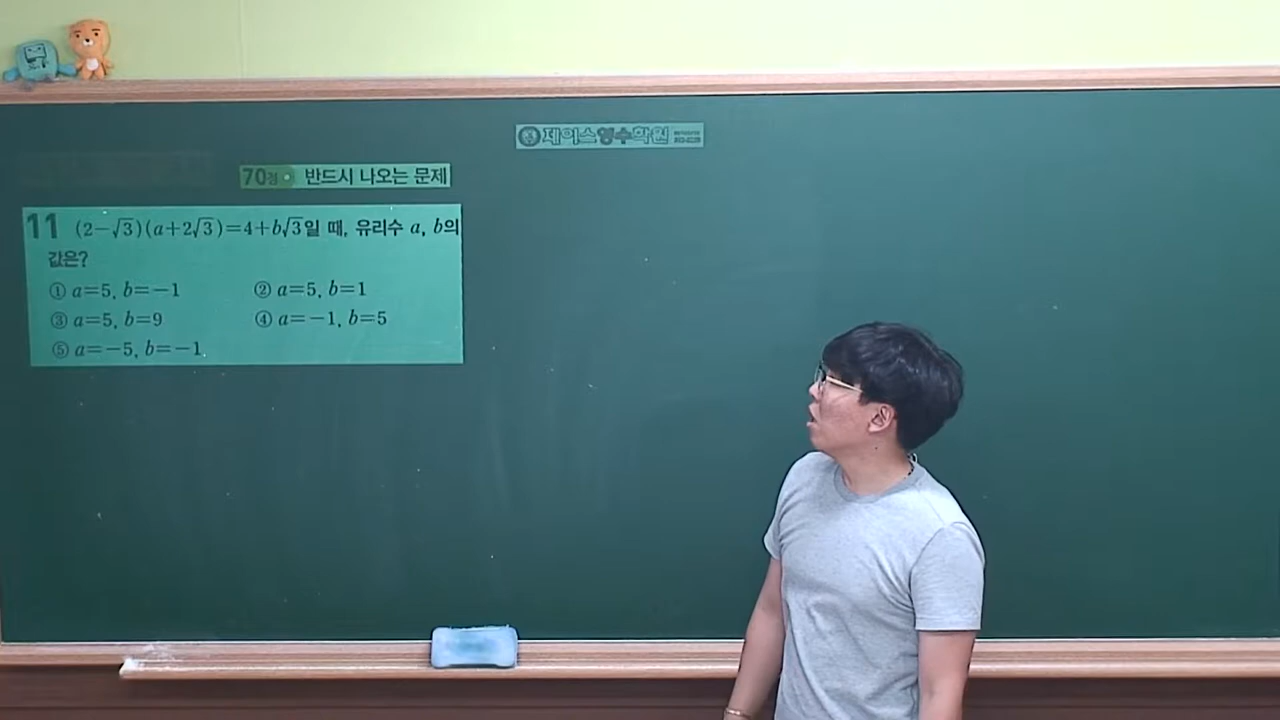 제이스영수학원
70점 반드시 나오는 문제
11 (2-√3)(a+2√3)=4+b√3일 때, 유리수 a, b의
값은?
① a=5, b=-1 ② a=5, b=1
③ a=5, b=9 ④ a=-1, b=5
⑤ a=-5, b=-1